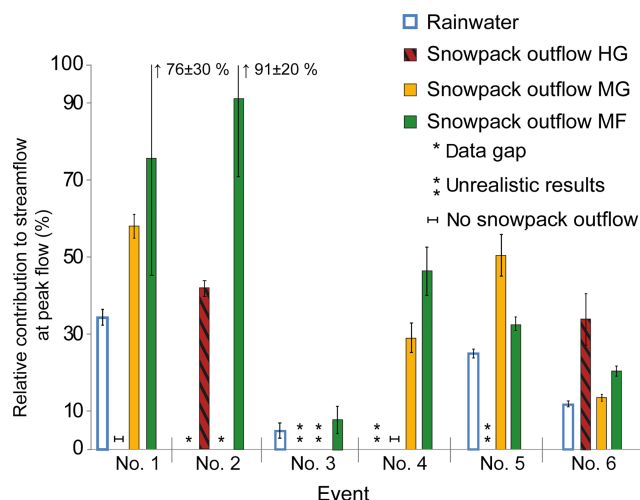 Rainwater
Snowpack outflow HG
Snowpack outflow MG
Snowpack outflow MF
* Data gap
** Unrealistic results
No snowpack outflow
↑ 76±30 %
↑ 91±20 %
Relative contribution to streamflow
at peak flow (%)
100
90
70
50
30
10
0
* * ** ** ** **
No. 1 No. 2 No. 3 No. 4 No. 5 No. 6
Event